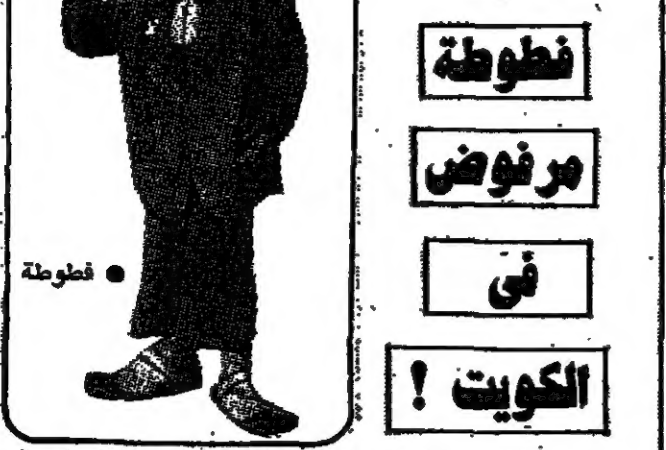 فطوطة
مرفوض
في
الكويت !
● فطوطة